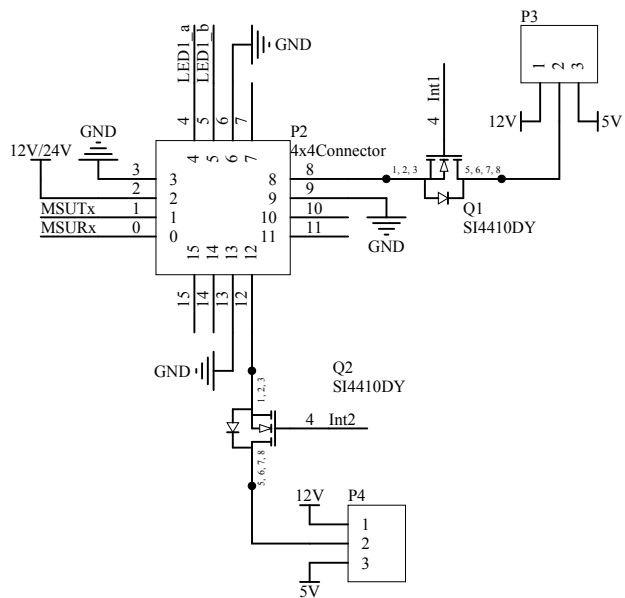 P3
1
2
3
12V
5V
LED1_a
LED1_b
GND
4
5
6
7
Int1
4
P2
4x4Connector
4
5
6
7
GND
12V/24V
3
3
8
8
1, 2, 3
5, 6, 7, 8
2
2
9
9
Q1
SI4410DY
MSUTx
1
1
10
10
GND
MSURx
0
0
11
11
15
14
13
12
15
14
13
12
GND
Q2
SI4410DY
1, 2, 3
4
Int2
5, 6, 7, 8
12V
P4
1
2
3
5V